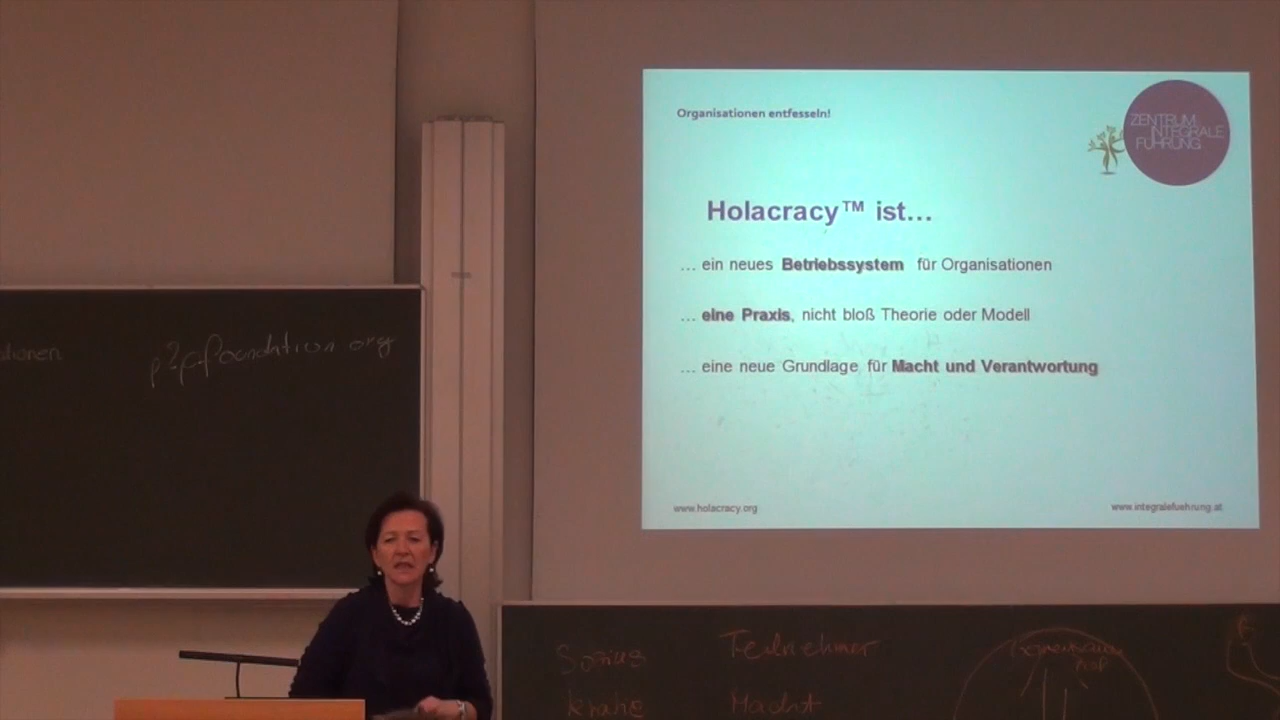 Organisationen entfesseln!
ZENTRUM
INTEGRALE
FÜHRUNG
Holacracy™ ist…
… ein neues Betriebssystem für Organisationen
… eine Praxis, nicht bloß Theorie oder Modell
… eine neue Grundlage für Macht und Verantwortung
www.holacracy.org
www.integralefuehrung.at
p2pfoundation.org
Teilnehmer
Macht